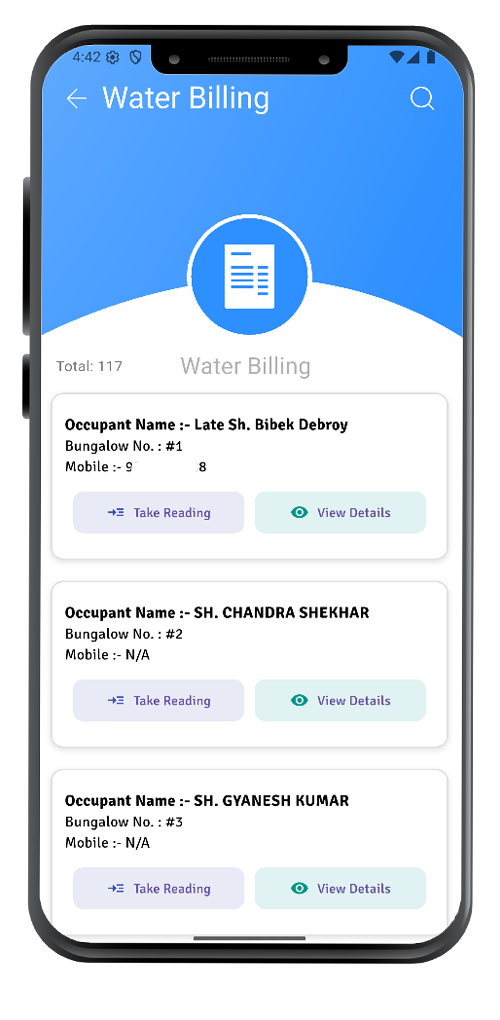 4:42
Water Billing
Total: 117
Water Billing
Occupant Name :- Late Sh. Bibek Debroy
Bungalow No. : #1
Mobile :- 9 8
Take Reading
View Details
Occupant Name :- SH. CHANDRA SHEKHAR
Bungalow No. : #2
Mobile :- N/A
Take Reading
View Details
Occupant Name :- SH. GYANESH KUMAR
Bungalow No. : #3
Mobile :- N/A
Take Reading
View Details